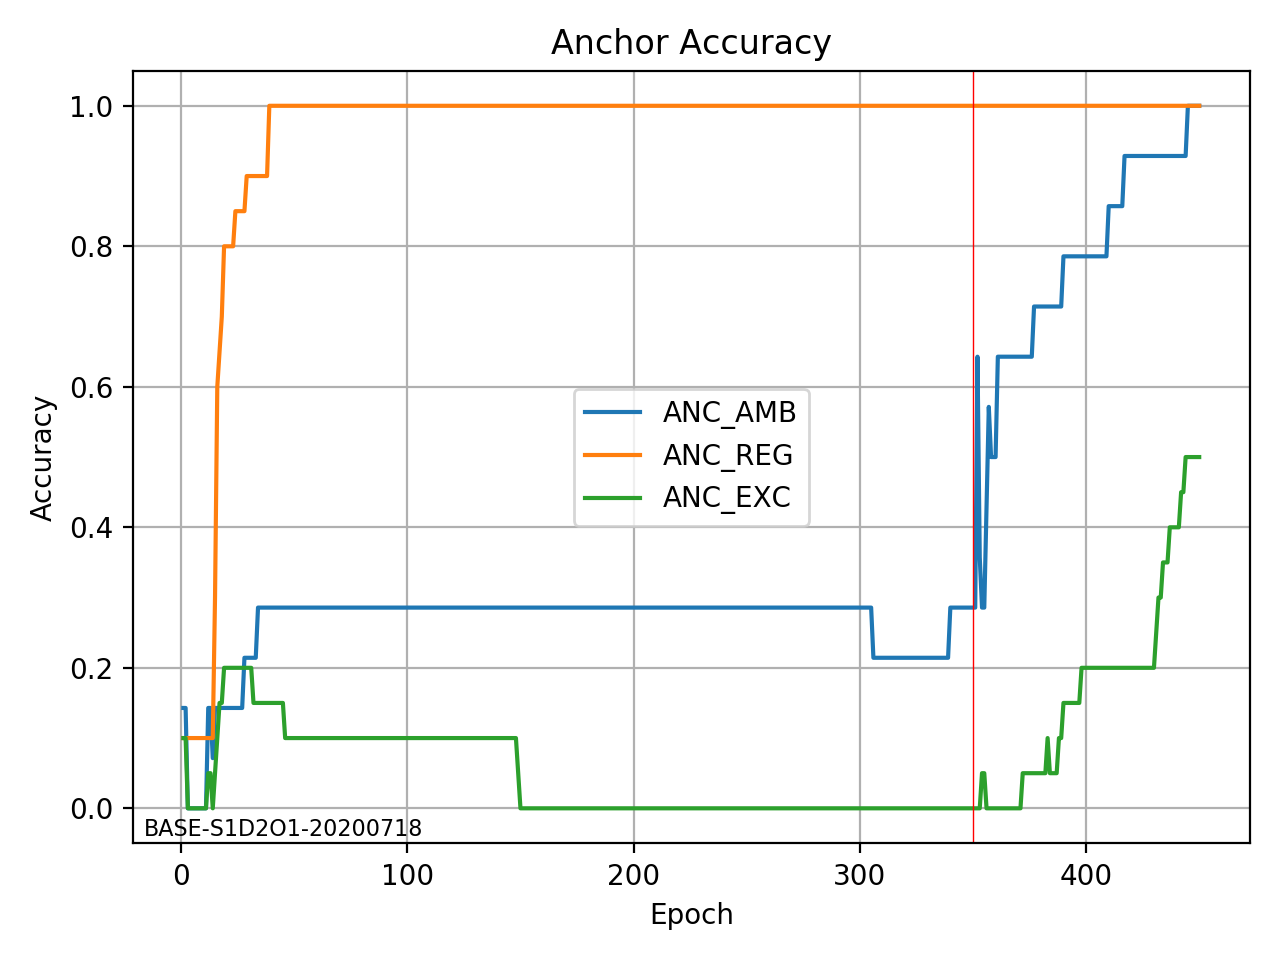 Anchor Accuracy
1.0
0.8
0.6
0.4
0.2
0.0
Accuracy
ANC_AMB
ANC_REG
ANC_EXC
BASE-S1D2O1-20200718
0 100 200 300 400
Epoch